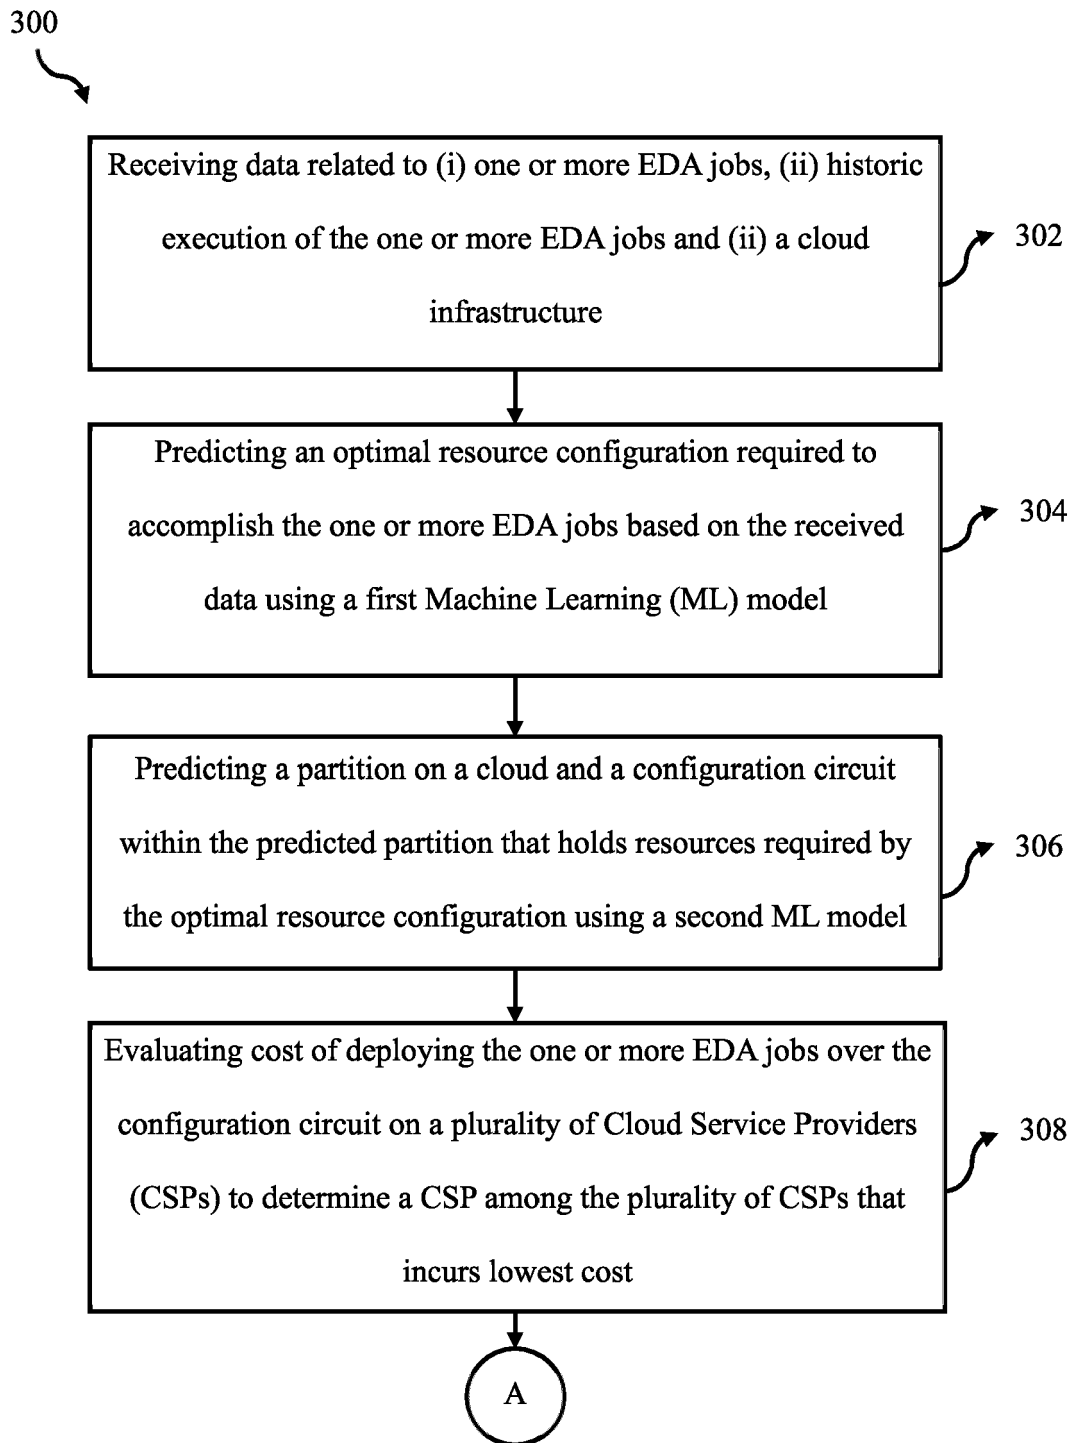 300
Receiving data related to (i) one or more EDA jobs, (ii) historic
execution of the one or more EDA jobs and (ii) a cloud
infrastructure
302
Predicting an optimal resource configuration required to
accomplish the one or more EDA jobs based on the received
data using a first Machine Learning (ML) model
304
Predicting a partition on a cloud and a configuration circuit
within the predicted partition that holds resources required by
the optimal resource configuration using a second ML model
306
Evaluating cost of deploying the one or more EDA jobs over the
configuration circuit on a plurality of Cloud Service Providers
(CSPs) to determine a CSP among the plurality of CSPs that
incurs lowest cost
308
A